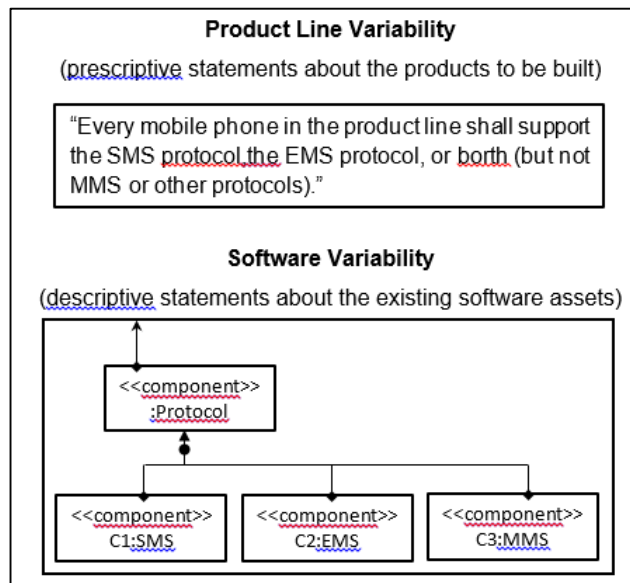 Product Line Variability
(prescriptive statements about the products to be built)
“Every mobile phone in the product line shall support
the SMS protocol,the EMS protocol, or borth (but not
MMS or other protocols).”
Software Variability
(descriptive statements about the existing software assets)
<<component>>
:Protocol
<<component>> <<component>> <<component>>
C1:SMS C2:EMS C3:MMS